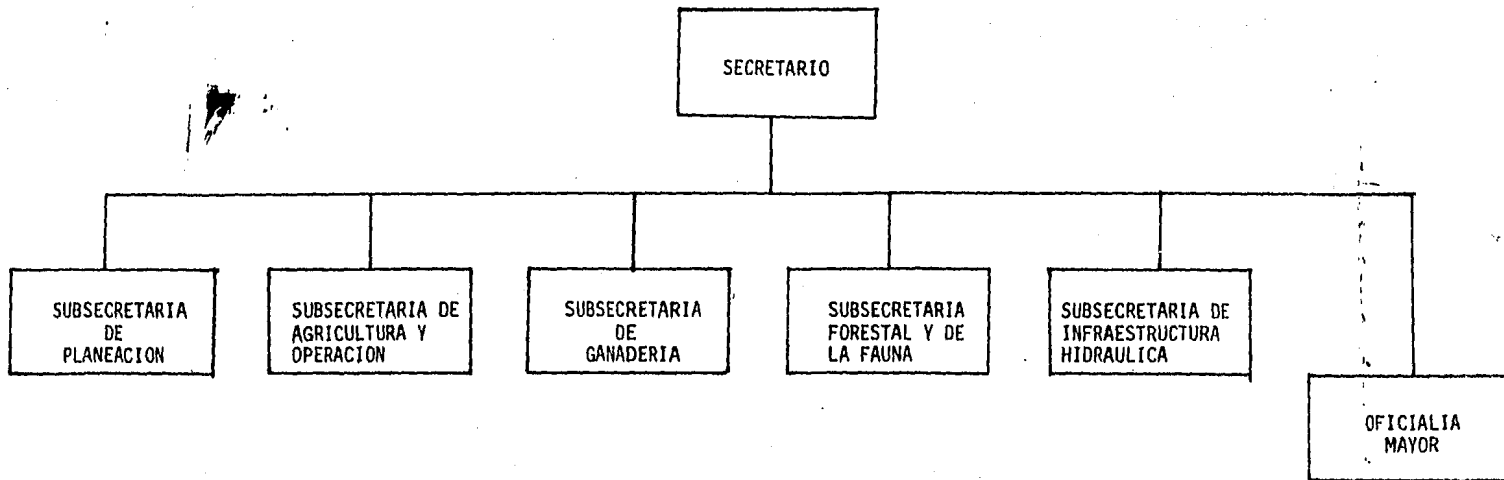 SECRETARIO
SUBSECRETARIA
DE
PLANEACION
SUBSECRETARIA DE
AGRICULTURA Y
OPERACION
SUBSECRETARIA
DE
GANADERIA
SUBSECRETARIA
FORESTAL Y DE
LA FAUNA
SUBSECRETARIA DE
INFRAESTRUCTURA
HIDRAULICA
OFICIALIA
MAYOR